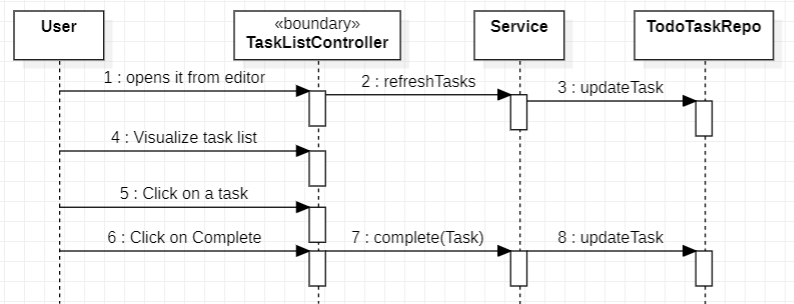 User
«boundary»
TaskListController
Service
TodoTaskRepo
1 : opens it from editor
2 : refreshTasks
3 : updateTask
4 : Visualize task list
5 : Click on a task
6 : Click on Complete
7 : complete(Task)
8 : updateTask